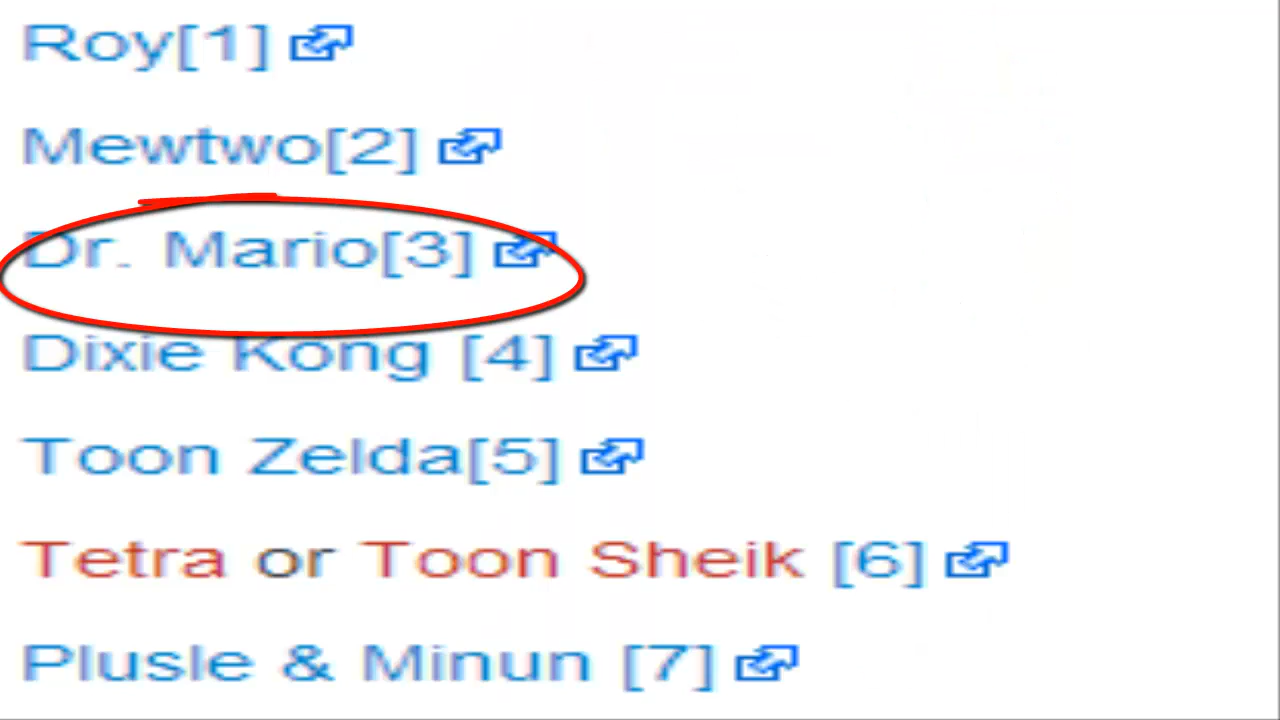 Roy[1]
Mewtwo[2]
Dr. Mario[3]
Dixie Kong [4]
Toon Zelda[5]
Tetra or Toon Sheik [6]
Plusle & Minun [7]